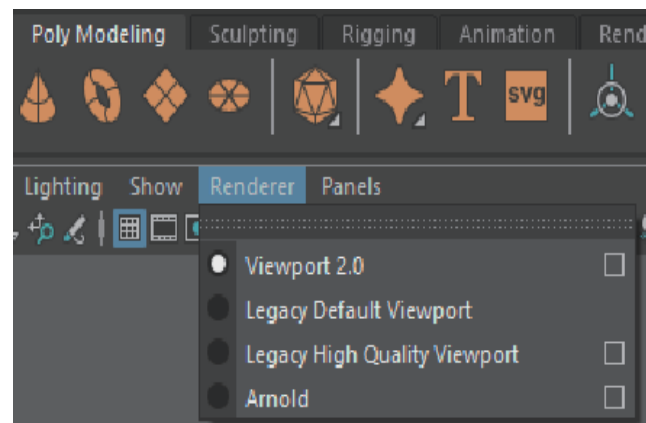 Poly Modeling Sculpting Rigging Animation Rend
T svg
Lighting Show Renderer Panels
Viewport 2.0
Legacy Default Viewport
Legacy High Quality Viewport
Arnold